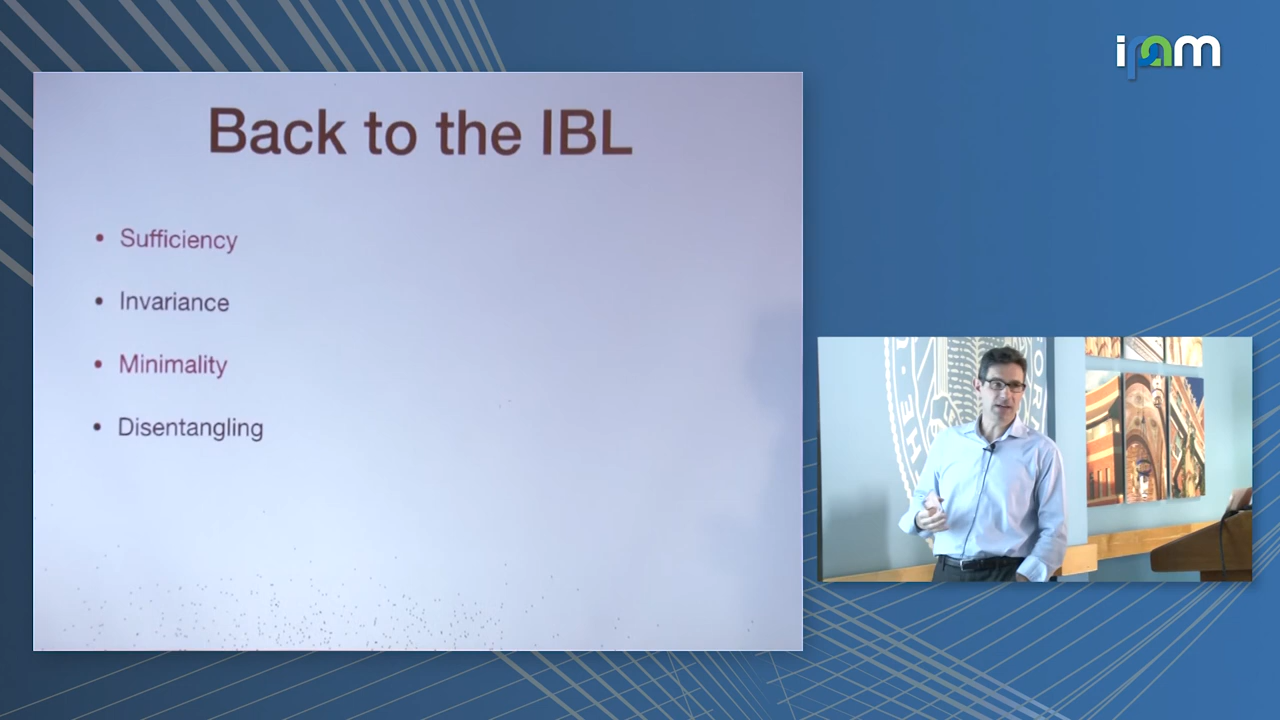 ipam
Back to the IBL
• Sufficiency
• Invariance
• Minimality
• Disentangling